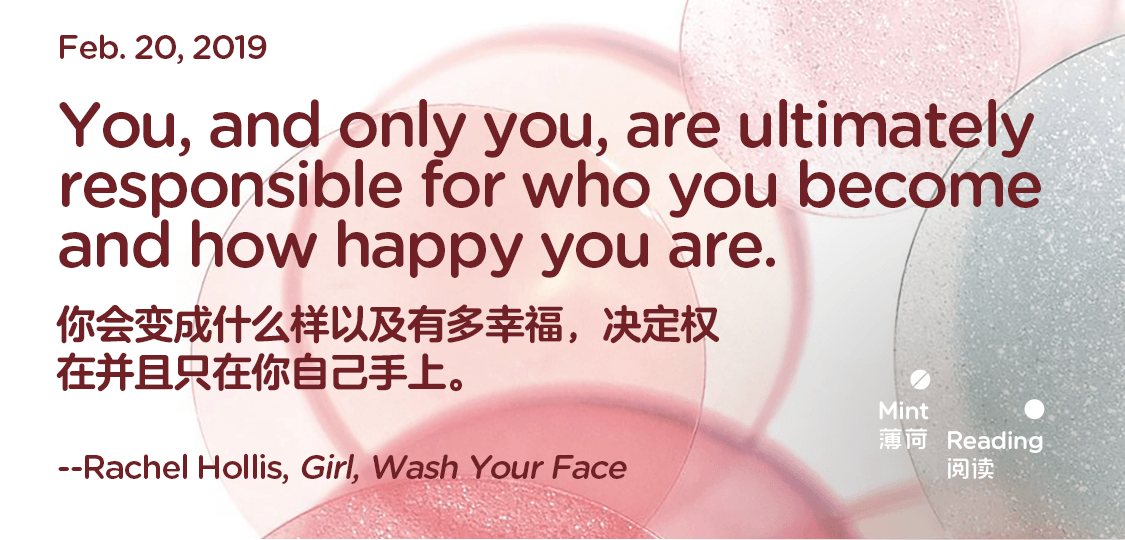 Feb. 20, 2019
You, and only you, are ultimately
responsible for who you become
and how happy you are.
你会变成什么样以及有多幸福，决定权
在并且只在你自己手上。
--Rachel Hollis, Girl, Wash Your Face
Mint
薄荷
Reading
阅读